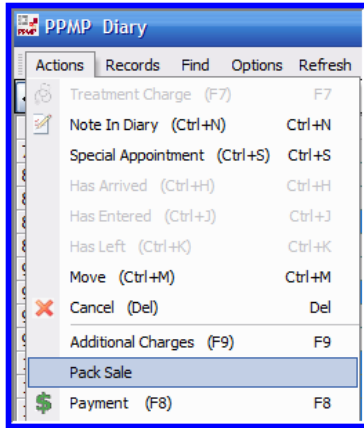 PPMP Diary
Actions Records Find Options Refresh
Treatment Charge (F7) F7
Note In Diary (Ctrl+N) Ctrl+N
Special Appointment (Ctrl+S) Ctrl+S
Has Arrived (Ctrl+H) Ctrl+H
Has Entered (Ctrl+J) Ctrl+J
Has Left (Ctrl+K) Ctrl+K
Move (Ctrl+M) Ctrl+M
Cancel (Del) Del
Additional Charges (F9) F9
Pack Sale
Payment (F8) F8